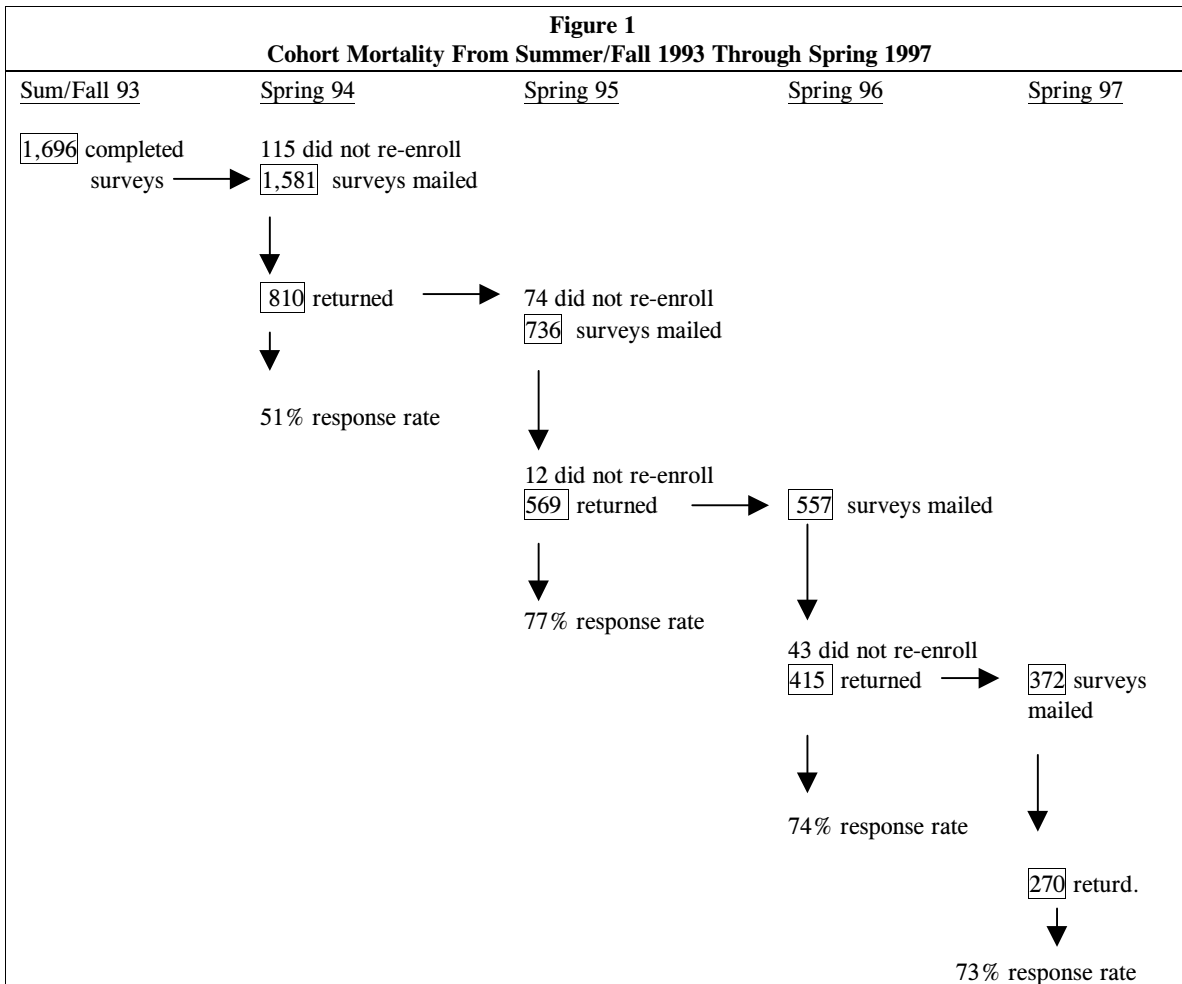 Figure 1
Cohort Mortality From Summer/Fall 1993 Through Spring 1997
Sum/Fall 93 Spring 94 Spring 95 Spring 96 Spring 97
1,696 completed 115 did not re-enroll
surveys 1,581 surveys mailed
810 returned 74 did not re-enroll
736 surveys mailed
51% response rate
12 did not re-enroll
569 returned 557 surveys mailed
77% response rate
43 did not re-enroll
415 returned 372 surveys
mailed
74% response rate
270 returd.
73% response rate